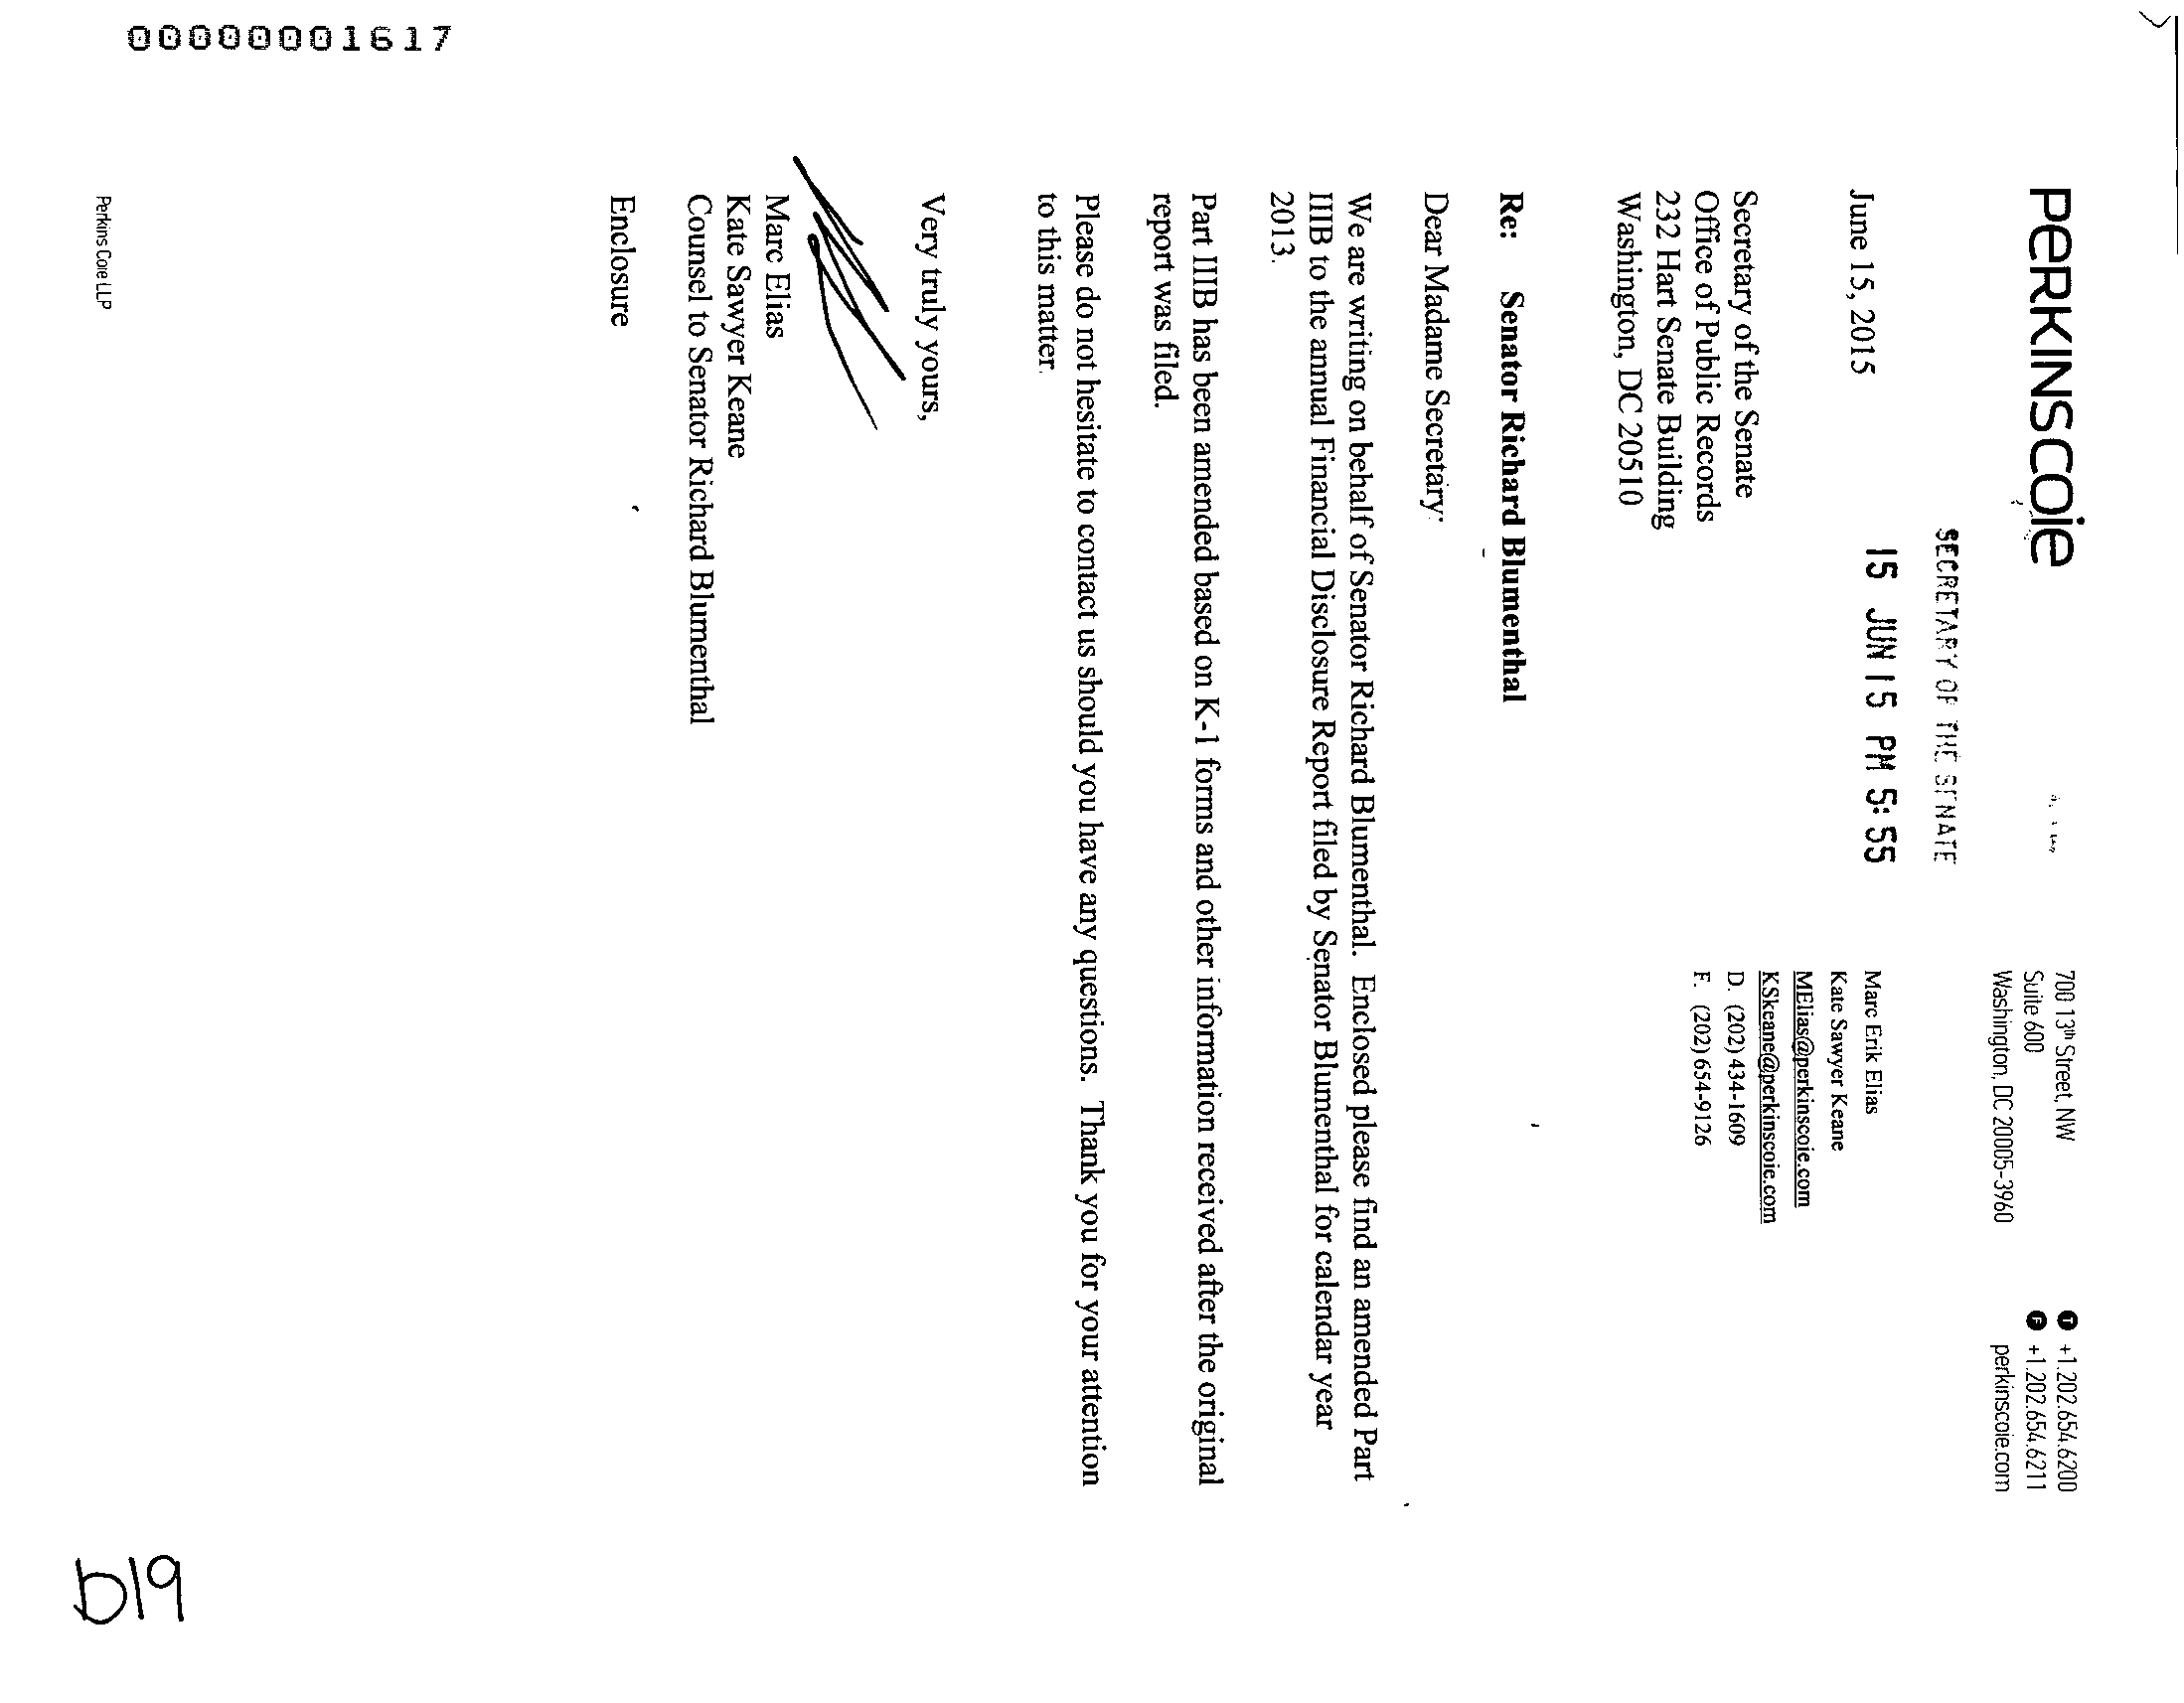 00000001617
PERKINSCOIE
700 13th Street, NW
Suite 600
Washington, DC 20005-3960
T +1.202.654.6200
F +1.202.654.6211
perkinscoie.com
SECRETARY OF THE SENATE
15 JUN 15 PM 5:55
June 15, 2015
Marc Erik Elias
Kate Sawyer Keane
MElias@perkinscoie.com
KSkeane@perkinscoie.com
D. (202) 434-1609
F. (202) 654-9126
Secretary of the Senate
Office of Public Records
232 Hart Senate Building
Washington, DC 20510
Re: Senator Richard Blumenthal
Dear Madame Secretary:
We are writing on behalf of Senator Richard Blumenthal. Enclosed please find an amended Part
IIIB to the annual Financial Disclosure Report filed by Senator Blumenthal for calendar year
2013.
Part IIIB has been amended based on K-1 forms and other information received after the original
report was filed.
Please do not hesitate to contact us should you have any questions. Thank you for your attention
to this matter.
Very truly yours,
Marc Elias
Kate Sawyer Keane
Counsel to Senator Richard Blumenthal
Enclosure
Perkins Coie LLP